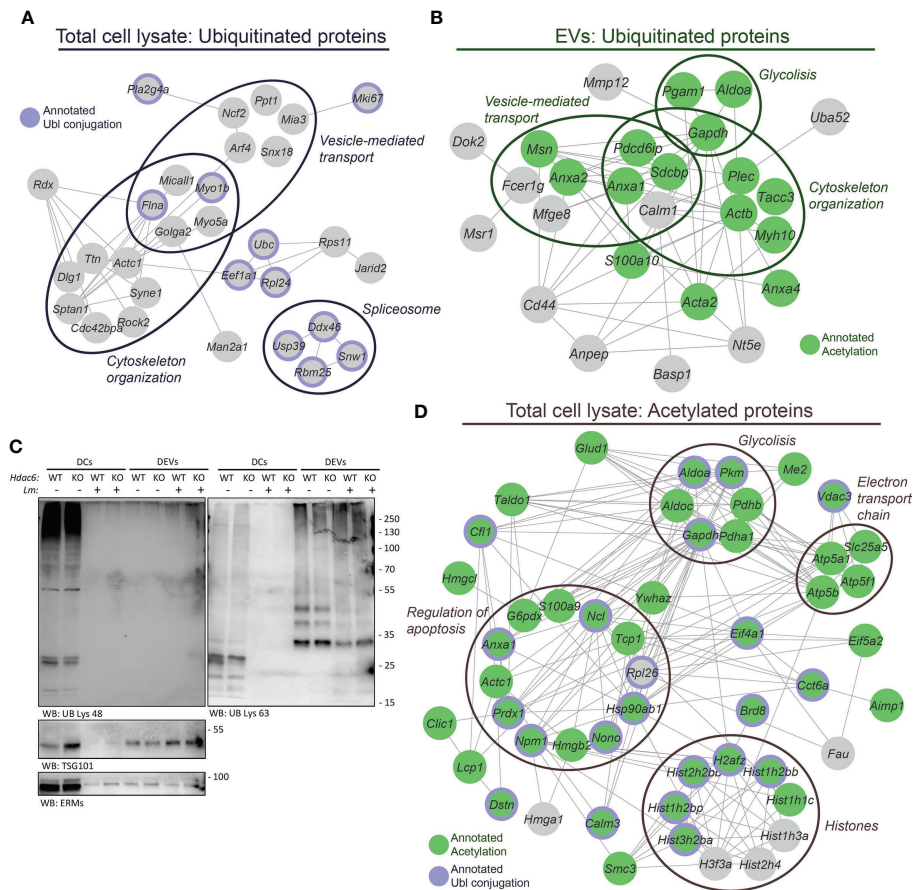 A
Total cell lysate: Ubiquitinated proteins
Annotated
Ubl conjugation
Pla2g4a
Ncf2
Ppt1
Mia3
Mki67
Arf4
Snx18
Vesicle-mediated
transport
Rdx
Micall1
Myo1b
Flna
Golga2
Myo5a
Ttn
Actc1
Dlg1
Sptan1
Syne1
Cdc42bpa
Rock2
Ubc
Eef1a1
Rpl24
Rps11
Jarid2
Man2a1
Cytoskeleton
organization
Spliceosome
Ddx46
Usp39
Snw1
Rbm25
B
EVs: Ubiquitinated proteins
Mmp12
Glycolisis
Pgam1
Aldoa
Vesicle-mediated
transport
Gapdh
Uba52
Dok2
Msn
Pdcd6ip
Anxa2
Sdcbp
Plec
Fcer1g
Anxa1
Tacc3
Cytoskeleton
organization
Mfge8
Calm1
Actb
Myh10
Msr1
S100a10
Anxa4
Cd44
Acta2
Anpep
Nt5e
Basp1
Annotated
Acetylation
C
DCs DEVs DCs DEVs
Hdac6: WT KO WT KO WT KO WT KO WT KO WT KO WT KO WT KO
Lm: - - + + - - + + - - + + - - + +
- 250
- 130
- 100
- 70
- 55
- 35
- 25
- 15
WB: UB Lys 48
WB: UB Lys 63
- 55
WB: TSG101
- 100
WB: ERMs
D
Total cell lysate: Acetylated proteins
Glycolisis
Glud1
Aldoa
Pkm
Me2
Electron
transport
chain
Taldo1
Aldoc
Pdhb
Vdac3
Cfl1
Gapdh
Pdha1
Atp5a1
Slc25a5
Atp5b
Atp5f1
Hmgcl
Regulation of
apoptosis
G6pdx
S100a9
Ywhaz
Ncl
Anxa1
Tcp1
Eif4a1
Eif5a2
Actc1
Rpl26
Prdx1
Hsp90ab1
Cct6a
Clic1
Npm1
Hmgb2
Nono
Brd8
Aimp1
Lcp1
Fau
Dstn
Hmga1
Calm3
Smc3
Hist2h2bb
H2afz
Hist1h2bb
Hist1h2bp
Hist1h1c
Hist3h2ba
Hist1h3a
H3f3a
Hist2h4
Histones
Annotated
Acetylation
Annotated
Ubl conjugation